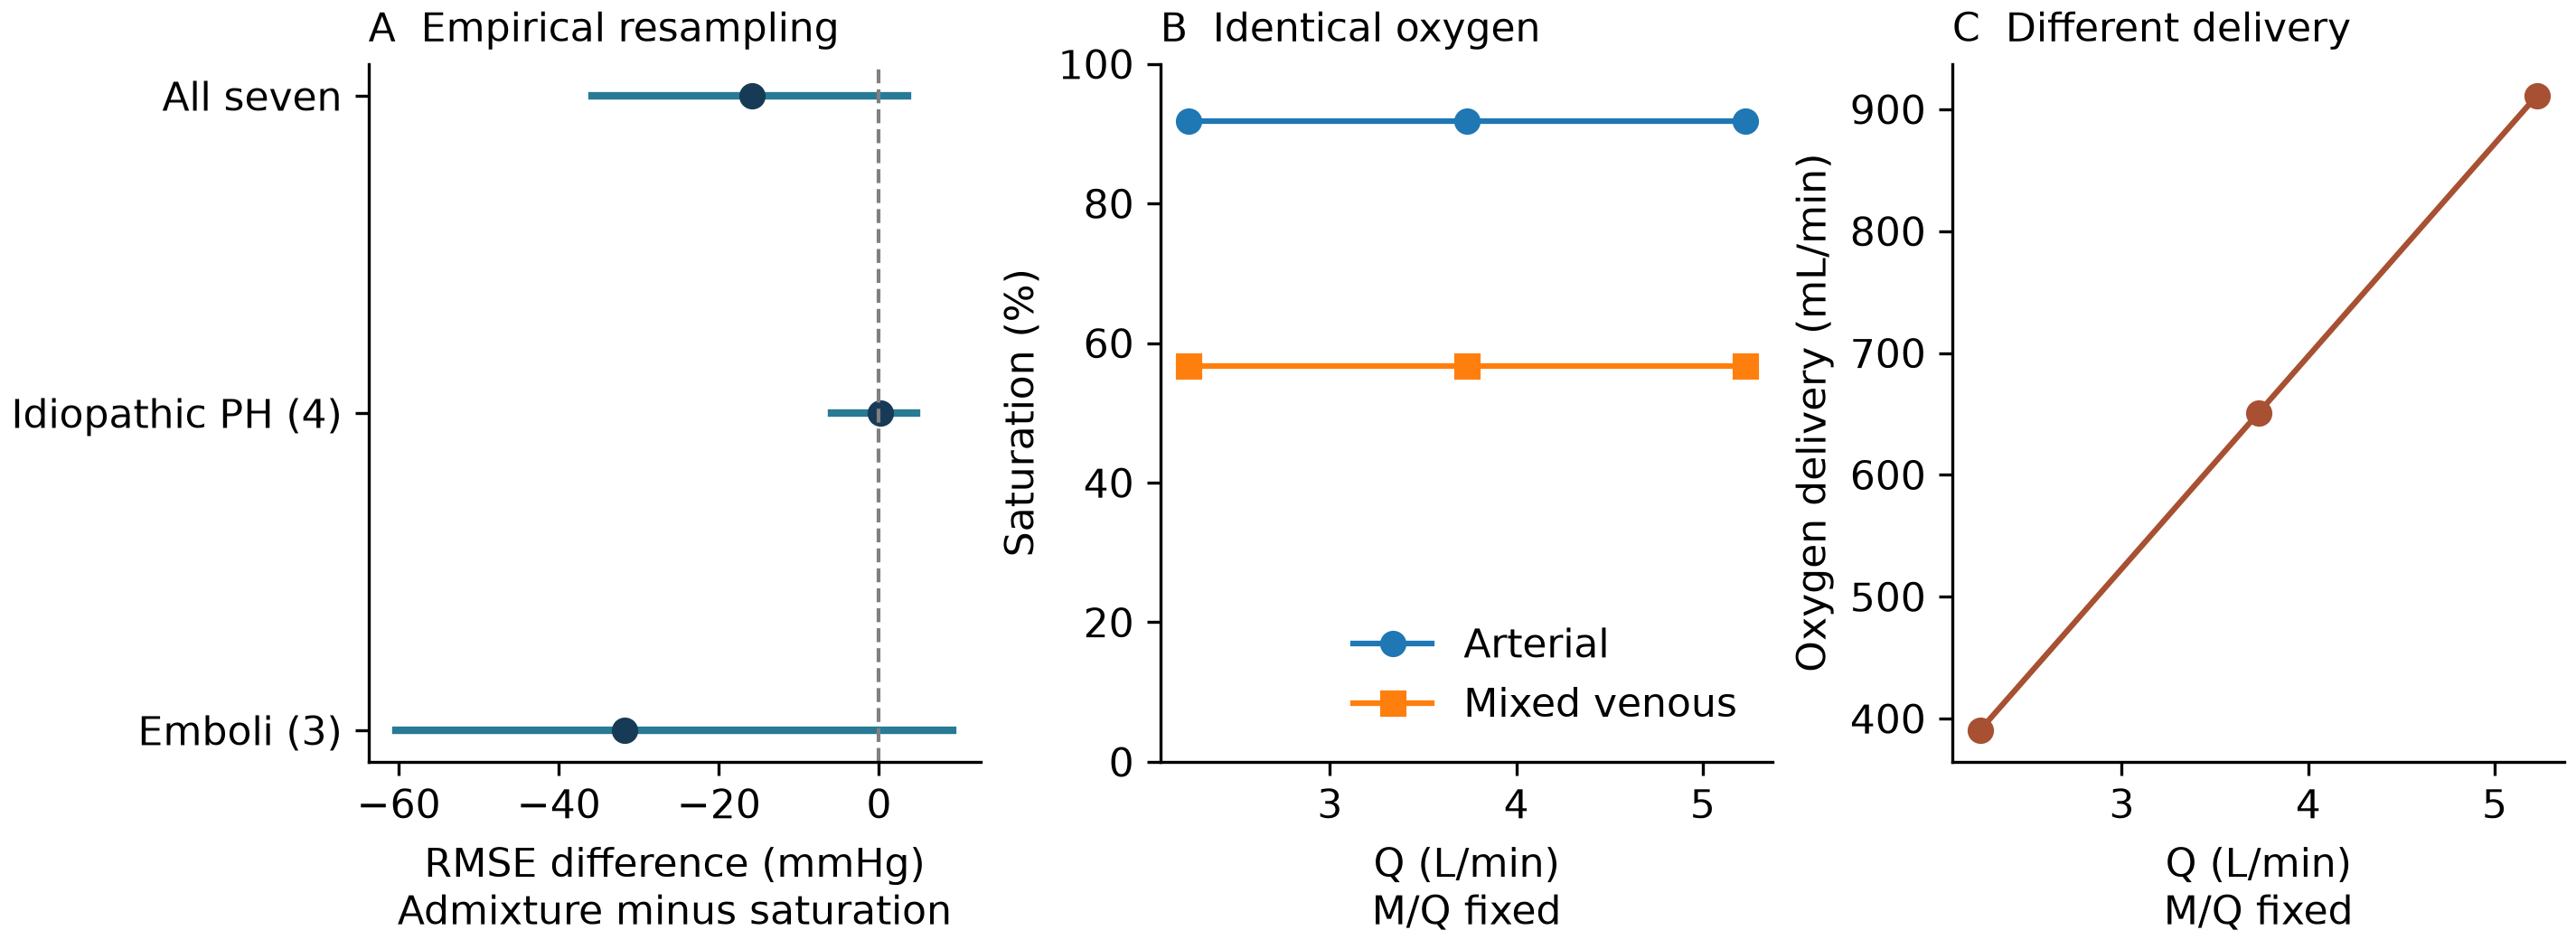 A Empirical resampling
All seven
Idiopathic PH (4)
Emboli (3)
−60 −40 −20 0
RMSE difference (mmHg)
Admixture minus saturation
B Identical oxygen
Saturation (%)
100
80
60
40
20
0
Arterial
Mixed venous
3 4 5
Q (L/min)
M/Q fixed
C Different delivery
Oxygen delivery (mL/min)
900
800
700
600
500
400
3 4 5
Q (L/min)
M/Q fixed